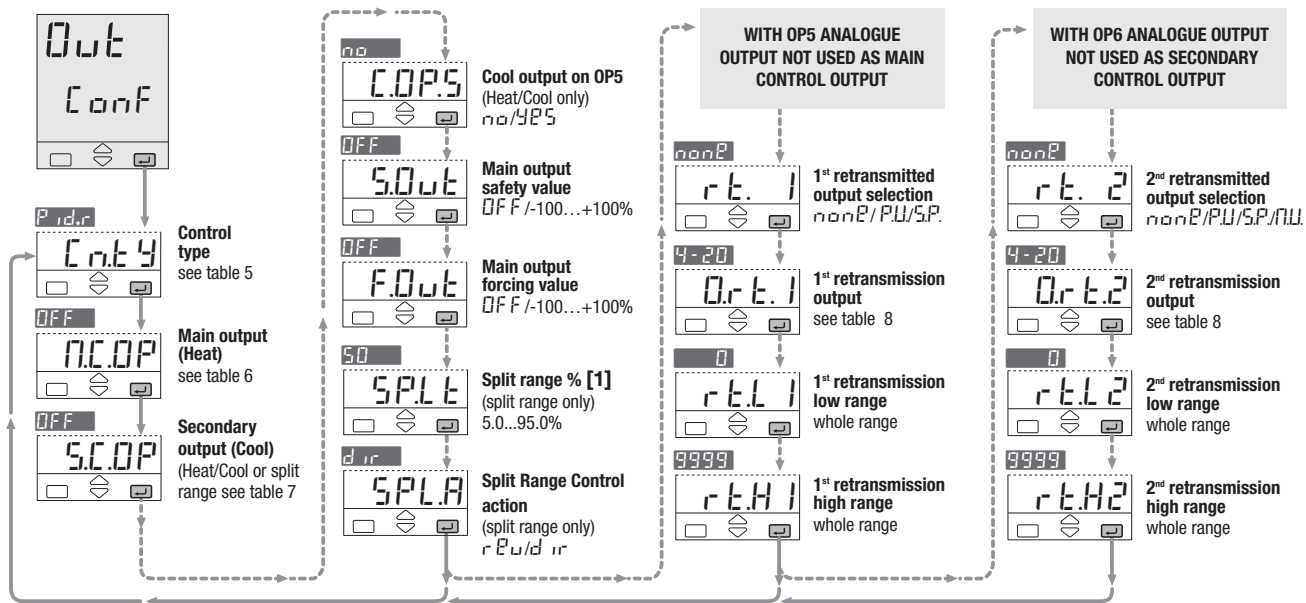 Out
Conf
Pid.r
Cn.tY
Control
type
see table 5
OFF
M.C.OP
Main output
(Heat)
see table 6
OFF
S.C.OP
Secondary
output (Cool)
(Heat/Cool or split
range see table 7
no
C.OP.5
Cool output on OP5
(Heat/Cool only)
no/YES
OFF
S.Out
Main output
safety value
OFF /-100…+100%
OFF
F.Out
Main output
forcing value
OFF /-100…+100%
50
SP.Lt
Split range % [1]
(split range only)
5.0...95.0%
dir
SPL.A
Split Range Control
action
(split range only)
rEv/dir
WITH OP5 ANALOGUE
OUTPUT NOT USED AS MAIN
CONTROL OUTPUT
nonE
rt. 1
1st retransmitted
output selection
nonE/P.V/S.P.
4-20
O.rt.1
1st retransmission
output
see table 8
0
rt.L 1
1st retransmission
low range
whole range
9999
rt.H 1
1st retransmission
high range
whole range
WITH OP6 ANALOGUE OUTPUT
NOT USED AS SECONDARY
CONTROL OUTPUT
nonE
rt. 2
2nd retransmitted
output selection
nonE/P.V/S.P./M.V.
4-20
O.rt.2
2nd retransmission
output
see table 8
0
rt.L2
2nd retransmission
low range
whole range
9999
rt.H2
2nd retransmission
high range
whole range